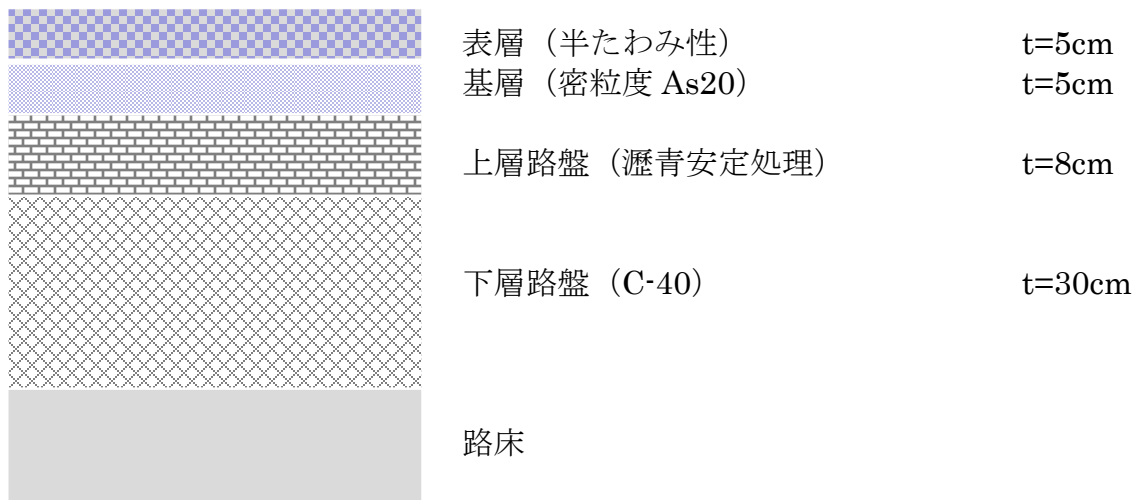 表層（半たわみ性） t=5cm
基層（密粒度 As20） t=5cm
上層路盤（瀝青安定処理） t=8cm
下層路盤（C-40） t=30cm
路床